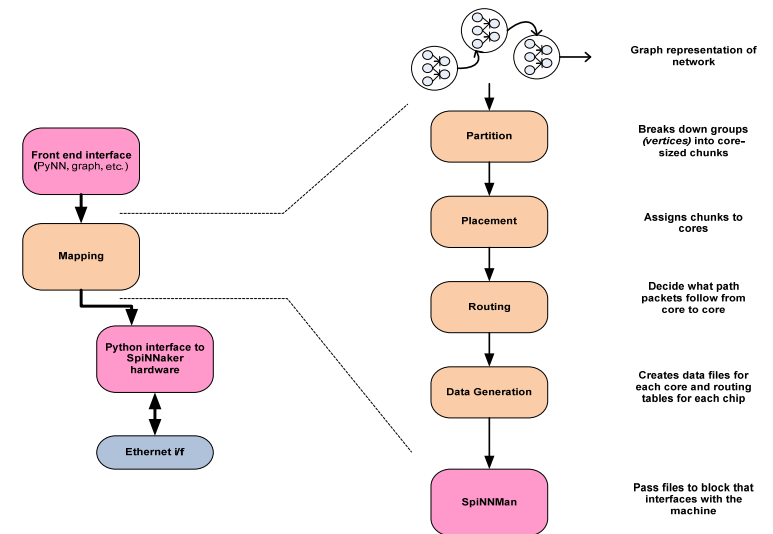 Graph representation of
network
Partition
Breaks down groups
(vertices) into core-
sized chunks
Front end interface
(PyNN, graph, etc.)
Placement
Assigns chunks to
cores
Mapping
Routing
Decide what path
packets follow from
core to core
Python interface to
SpiNNaker
hardware
Data Generation
Creates data files for
each core and routing
tables for each chip
Ethernet i/f
SpiNNMan
Pass files to block that
interfaces with the
machine